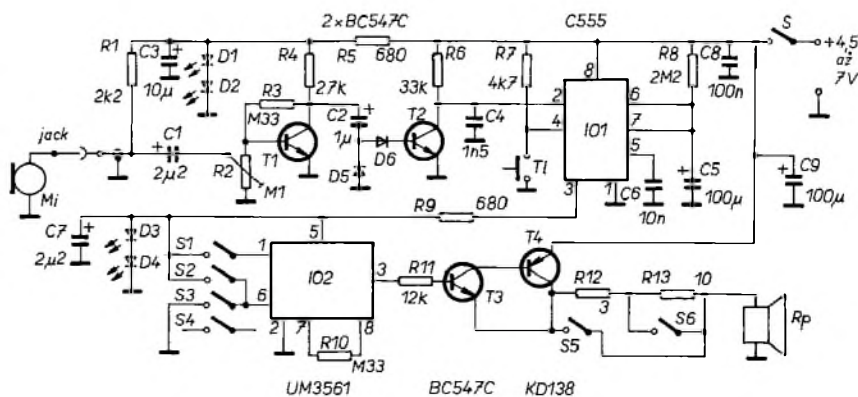 2×BC547C C555
R1 C3 + D1 R4 R5 680 R6 R7 R8 C8 S +4,5
10µ D2 27k 33k 4k7 8 2M2 100n až
2k2 R3 C2 + T2 2 6 7V
M33 1µ C4 4 IO1 7
jack + C1 T1 D6 1n5 5 + C5 + C9
Mi 2µ2 R2 M1 D5 Tl 3 1 C6 100µ 100µ
R9 680 10n
C7 + D3 S1 5 T4
2µ2 D4 S2 1 IO2 3 R11 R12 R13 10
S3 6 12k T3 3 Rp
S4 2 7 8 S5 S6
R10
M33
UM3561 BC547C KD138